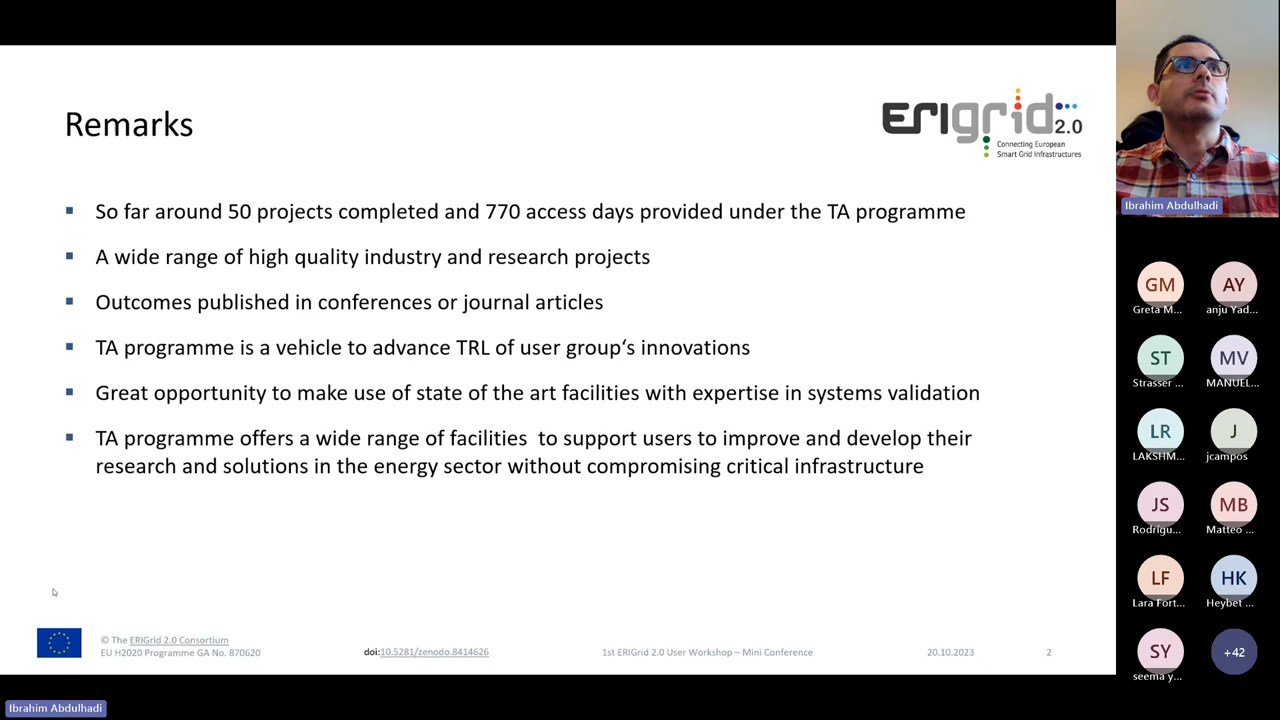 Remarks
ERIgrid 2.0
Connecting European
Smart Grid Infrastructures
So far around 50 projects completed and 770 access days provided under the TA programme
A wide range of high quality industry and research projects
Outcomes published in conferences or journal articles
TA programme is a vehicle to advance TRL of user group‘s innovations
Great opportunity to make use of state of the art facilities with expertise in systems validation
TA programme offers a wide range of facilities  to support users to improve and develop their
research and solutions in the energy sector without compromising critical infrastructure
© The ERIGrid 2.0 Consortium
EU H2020 Programme GA No. 870620
doi:10.5281/zenodo.8414626
1st ERIGrid 2.0 User Workshop – Mini Conference
20.10.2023
2
Ibrahim Abdulhadi
GM
AY
Greta M...
anju Yad...
ST
MV
Strasser ...
MANUEL...
LR
J
LAKSHM...
jcampos
JS
MB
Rodrígu...
Matteo ...
LF
HK
Lara Fort...
Heybet ...
SY
+42
seema y...
Ibrahim Abdulhadi